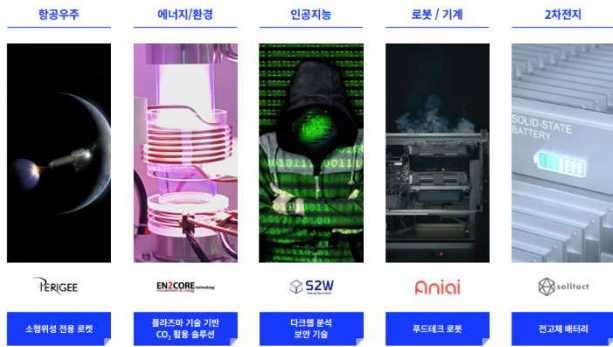 항공우주
에너지/환경
인공지능
로봇 / 기계
2차전지
SOLID-STATE
BATTERY
PERIGEE
EN2CORE technology
S2W
Aniai
solitact
소형위성 전용 로켓
플라즈마 기술 기반
CO₂ 활용 솔루션
다크웹 분석
보안 기술
푸드테크 로봇
전고체 배터리